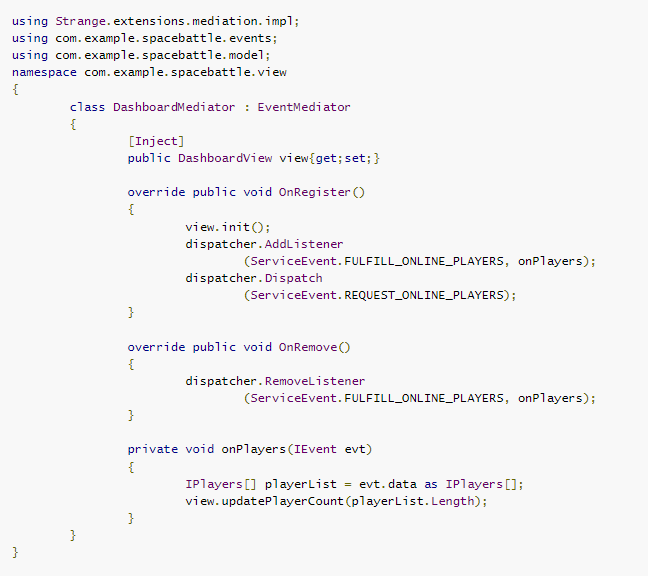 using Strange.extensions.mediation.impl;
using com.example.spacebattle.events;
using com.example.spacebattle.model;
namespace com.example.spacebattle.view
{
class DashboardMediator : EventMediator
{
[Inject]
public DashboardView view{get;set;}
override public void OnRegister()
{
view.init();
dispatcher.AddListener
(ServiceEvent.FULFILL_ONLINE_PLAYERS, onPlayers);
dispatcher.Dispatch
(ServiceEvent.REQUEST_ONLINE_PLAYERS);
}
override public void OnRemove()
{
dispatcher.RemoveListener
(ServiceEvent.FULFILL_ONLINE_PLAYERS, onPlayers);
}
private void onPlayers(IEvent evt)
{
IPlayers[] playerList = evt.data as IPlayers[];
view.updatePlayerCount(playerList.Length);
}
}
}